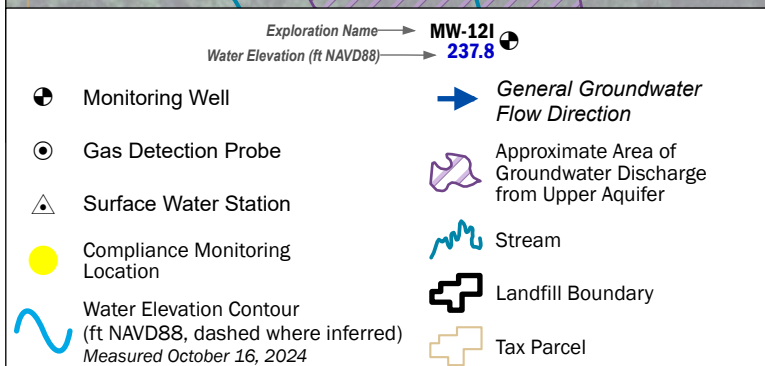 Exploration Name
MW-12I
Water Elevation (ft NAVD88)
237.8
Monitoring Well
Gas Detection Probe
Surface Water Station
Compliance Monitoring
Location
Water Elevation Contour
(ft NAVD88, dashed where inferred)
Measured October 16, 2024
General Groundwater
Flow Direction
Approximate Area of
Groundwater Discharge
from Upper Aquifer
Stream
Landfill Boundary
Tax Parcel